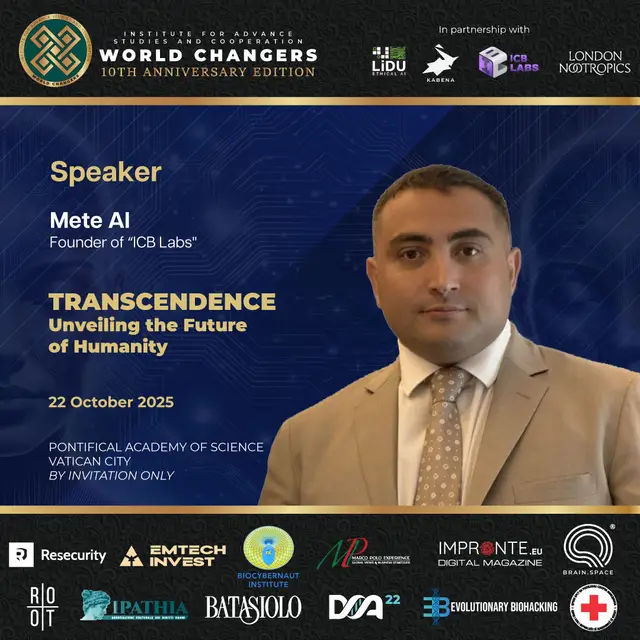 INSTITUTE FOR ADVANCE
STUDIES AND COOPERATION
WORLD CHANGERS
10TH ANNIVERSARY EDITION
WORLD CHANGERS
In partnership with
LiDU
ETHICAL AI
KABENA
ICB
LABS
LONDON
NOOTROPICS
Speaker
Mete Al
Founder of “ICB Labs"
TRANSCENDENCE
Unveiling the Future
of Humanity
22 October 2025
PONTIFICAL ACADEMY OF SCIENCE
VATICAN CITY
BY INVITATION ONLY
Resecurity
EMTECH
INVEST
BIOCYBERNAUT
INSTITUTE
MARCO POLO EXPERIENCE
IMPRONTE.EU
DIGITAL MAGAZINE
BRAIN.SPACE
ROOT
IPATHIA
BATASIOLO
22
EVOLUTIONARY BIOHACKING